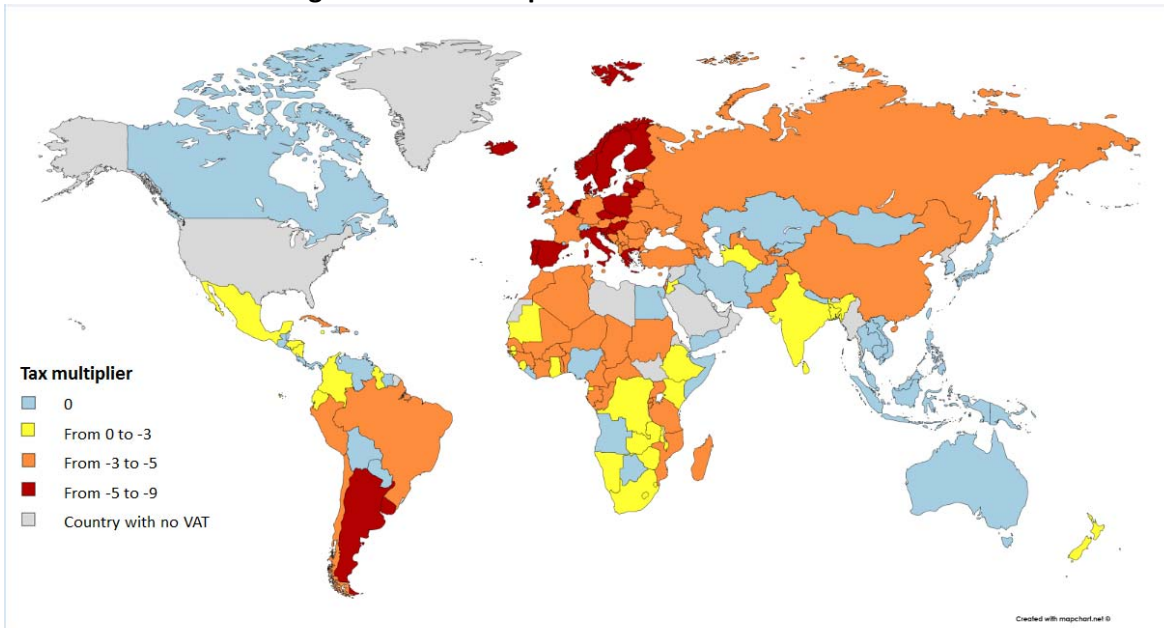 Tax multiplier
0
From 0 to -3
From -3 to -5
From -5 to -9
Country with no VAT
Created with mapchart.net ©